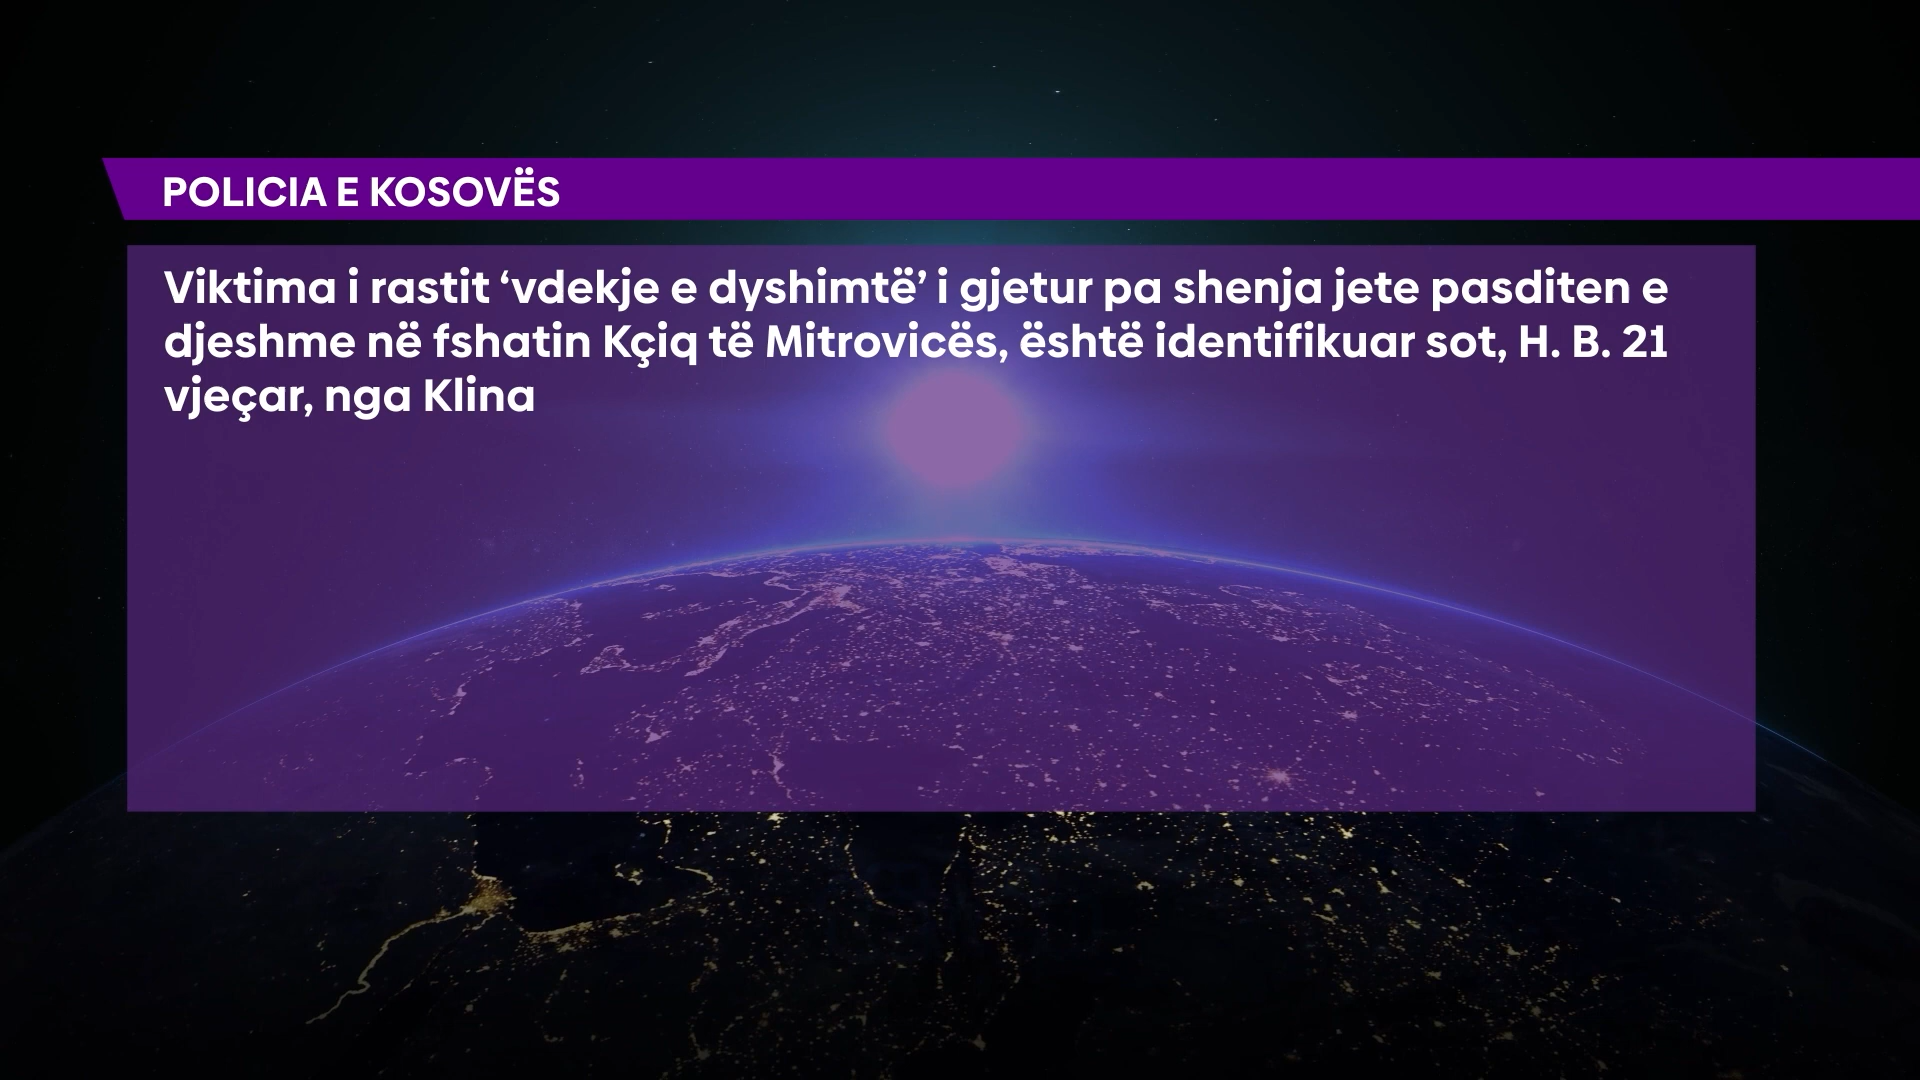 POLICIA E KOSOVËS
Viktima i rastit ‘vdekje e dyshimtë’ i gjetur pa shenja jete pasditen e
djeshme në fshatin Kçiq të Mitrovicës, është identifikuar sot, H. B. 21
vjeçar, nga Klina